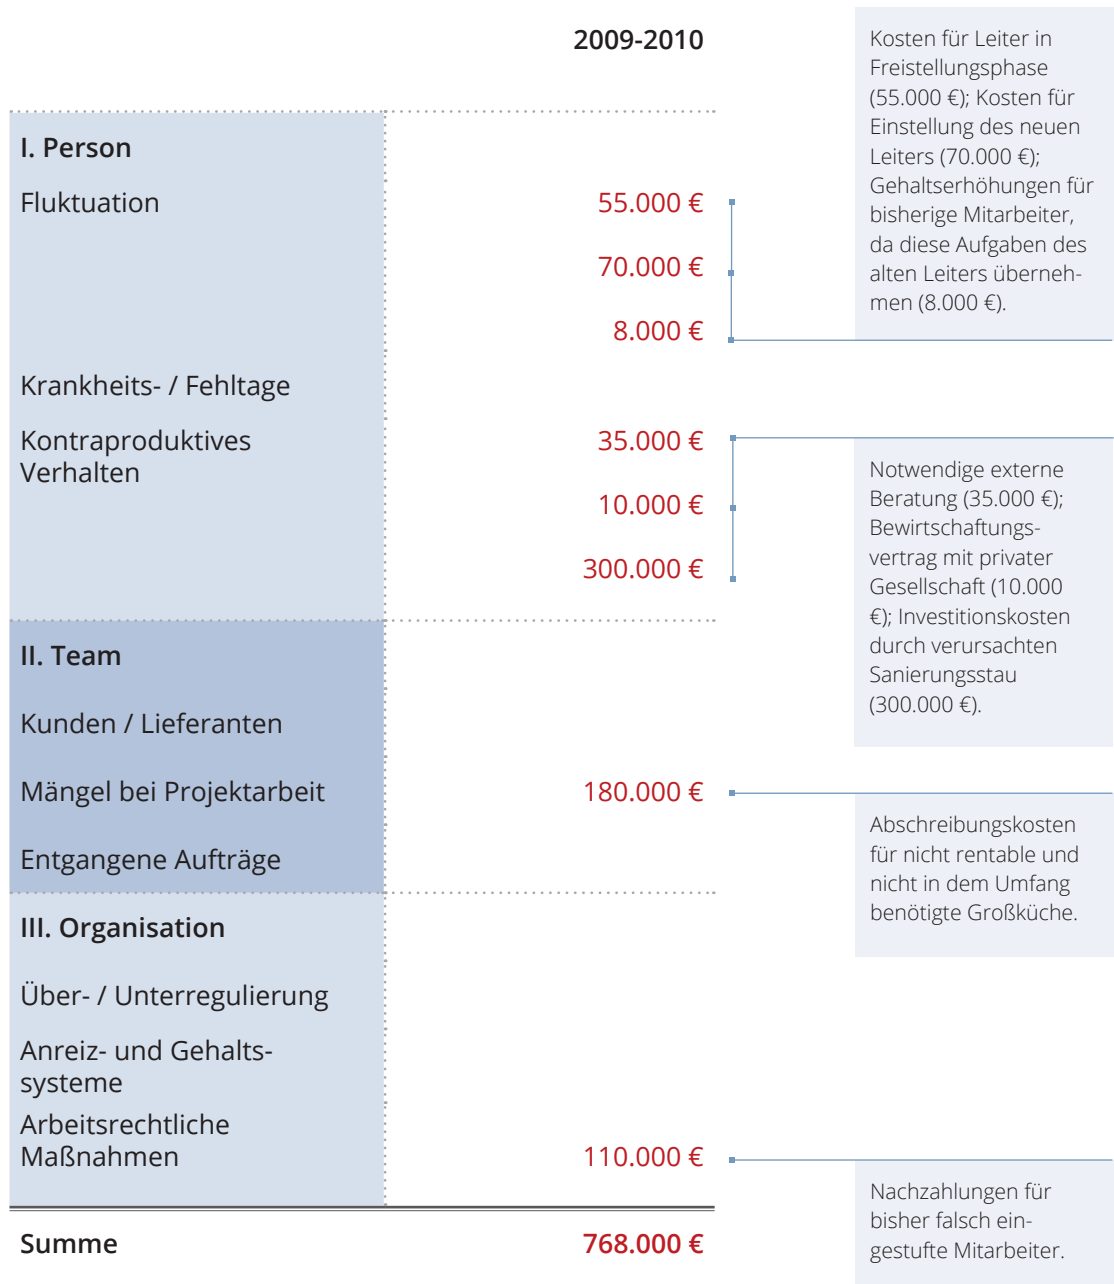 2009-2010
I. Person
Fluktuation
55.000 €
70.000 €
8.000 €
Kosten für Leiter in
Freistellungsphase
(55.000 €); Kosten für
Einstellung des neuen
Leiters (70.000 €);
Gehaltserhöhungen für
bisherige Mitarbeiter,
da diese Aufgaben des
alten Leiters überneh-
men (8.000 €).
Krankheits- / Fehltage
Kontraproduktives
Verhalten
35.000 €
10.000 €
300.000 €
Notwendige externe
Beratung (35.000 €);
Bewirtschaftungs-
vertrag mit privater
Gesellschaft (10.000
€); Investitionskosten
durch verursachten
Sanierungsstau
(300.000 €).
II. Team
Kunden / Lieferanten
Mängel bei Projektarbeit
180.000 €
Abschreibungskosten
für nicht rentable und
nicht in dem Umfang
benötigte Großküche.
Entgangene Aufträge
III. Organisation
Über- / Unterregulierung
Anreiz- und Gehalts-
systeme
Arbeitsrechtliche
Maßnahmen
110.000 €
Nachzahlungen für
bisher falsch ein-
gestufte Mitarbeiter.
Summe
768.000 €